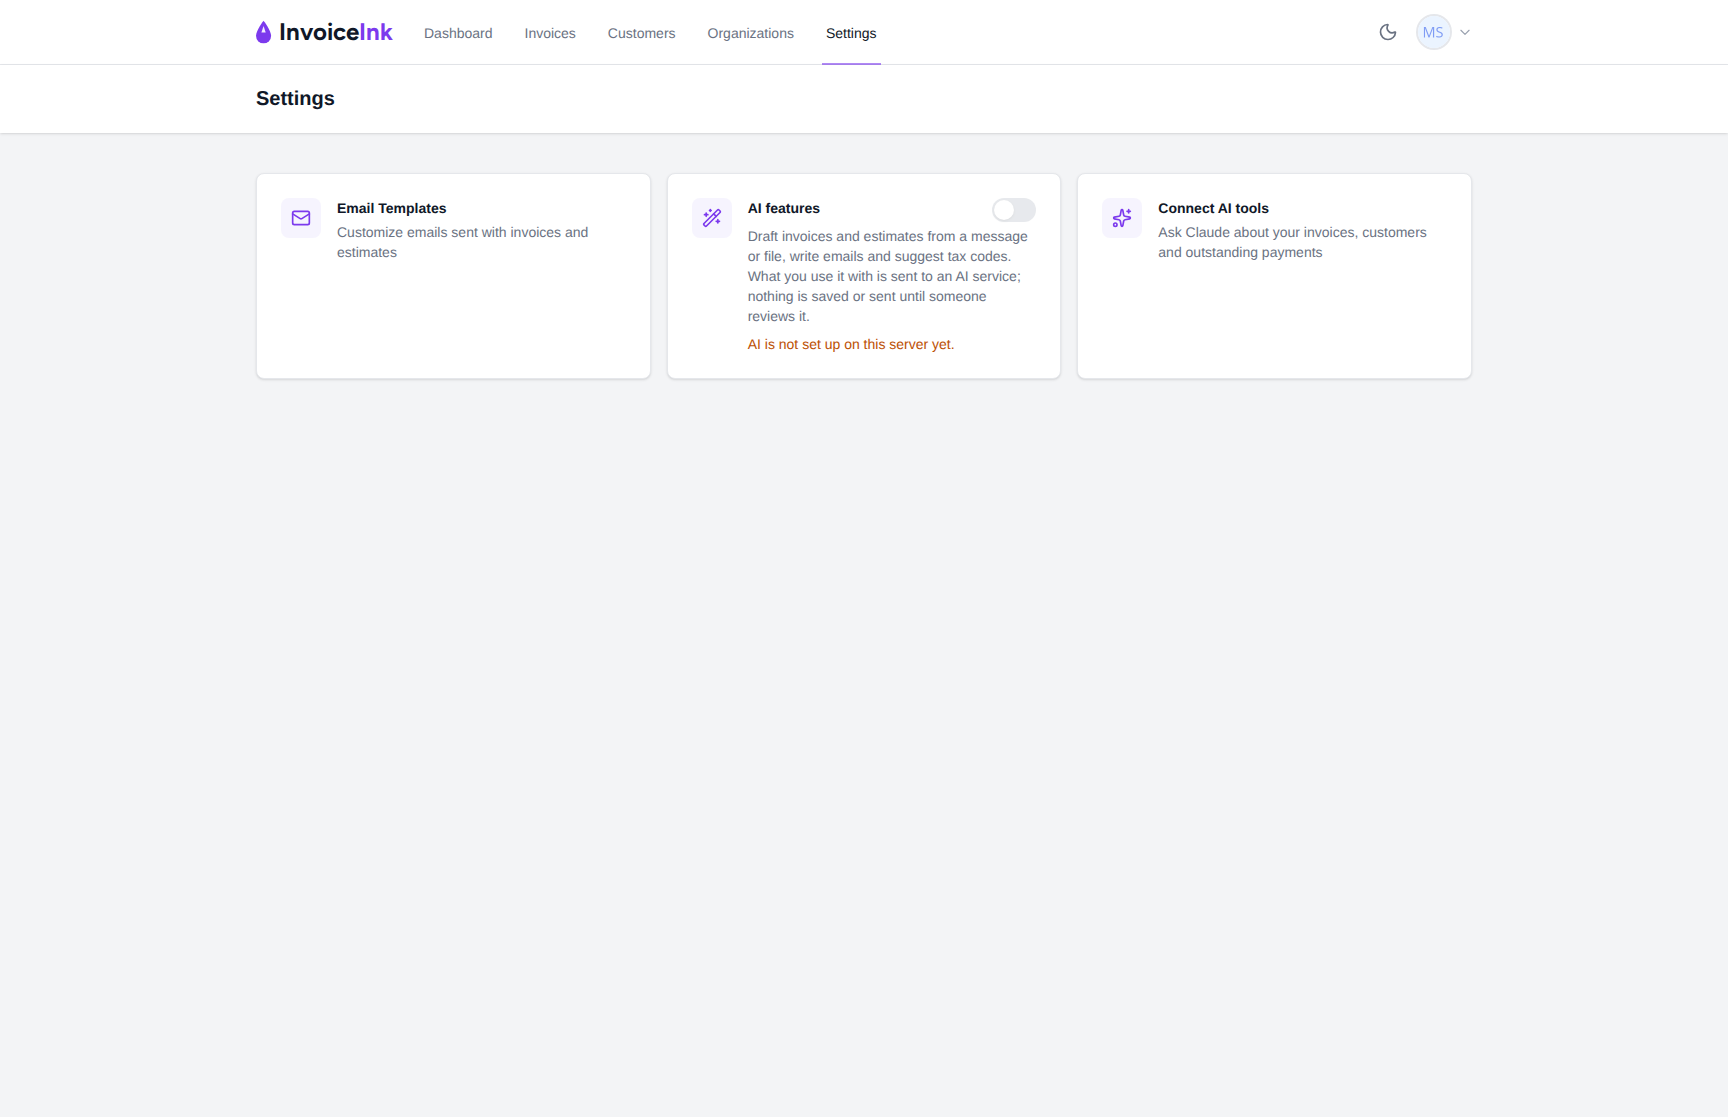 InvoiceInk
Dashboard
Invoices
Customers
Organizations
Settings
MS
Settings
Email Templates
Customize emails sent with invoices and
estimates
AI features
Draft invoices and estimates from a message
or file, write emails and suggest tax codes.
What you use it with is sent to an AI service;
nothing is saved or sent until someone
reviews it.
AI is not set up on this server yet.
Connect AI tools
Ask Claude about your invoices, customers
and outstanding payments